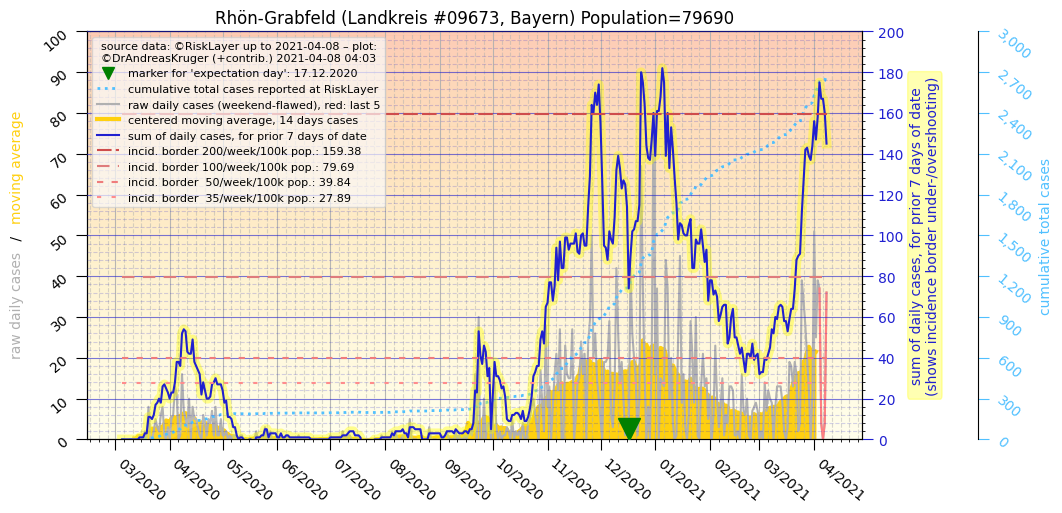 Rhön-Grabfeld (Landkreis #09673, Bayern) Population=79690
source data: ©RiskLayer up to 2021-04-08 – plot:
©DrAndreasKruger (+contrib.) 2021-04-08 04:03
marker for 'expectation day': 17.12.2020
cumulative total cases reported at RiskLayer
raw daily cases (weekend-flawed), red: last 5
centered moving average, 14 days cases
sum of daily cases, for prior 7 days of date
incid. border 200/week/100k pop.: 159.38
incid. border 100/week/100k pop.: 79.69
incid. border  50/week/100k pop.: 39.84
incid. border  35/week/100k pop.: 27.89
raw daily cases / moving average
100
90
80
70
60
50
40
30
20
10
0
03/2020
04/2020
05/2020
06/2020
07/2020
08/2020
09/2020
10/2020
11/2020
12/2020
01/2021
02/2021
03/2021
04/2021
200
180
160
140
120
100
80
60
40
20
0
sum of daily cases, for prior 7 days of date
(shows incidence border under-/overshooting)
3,000
2,700
2,400
2,100
1,800
1,500
1,200
900
600
300
0
cumulative total cases